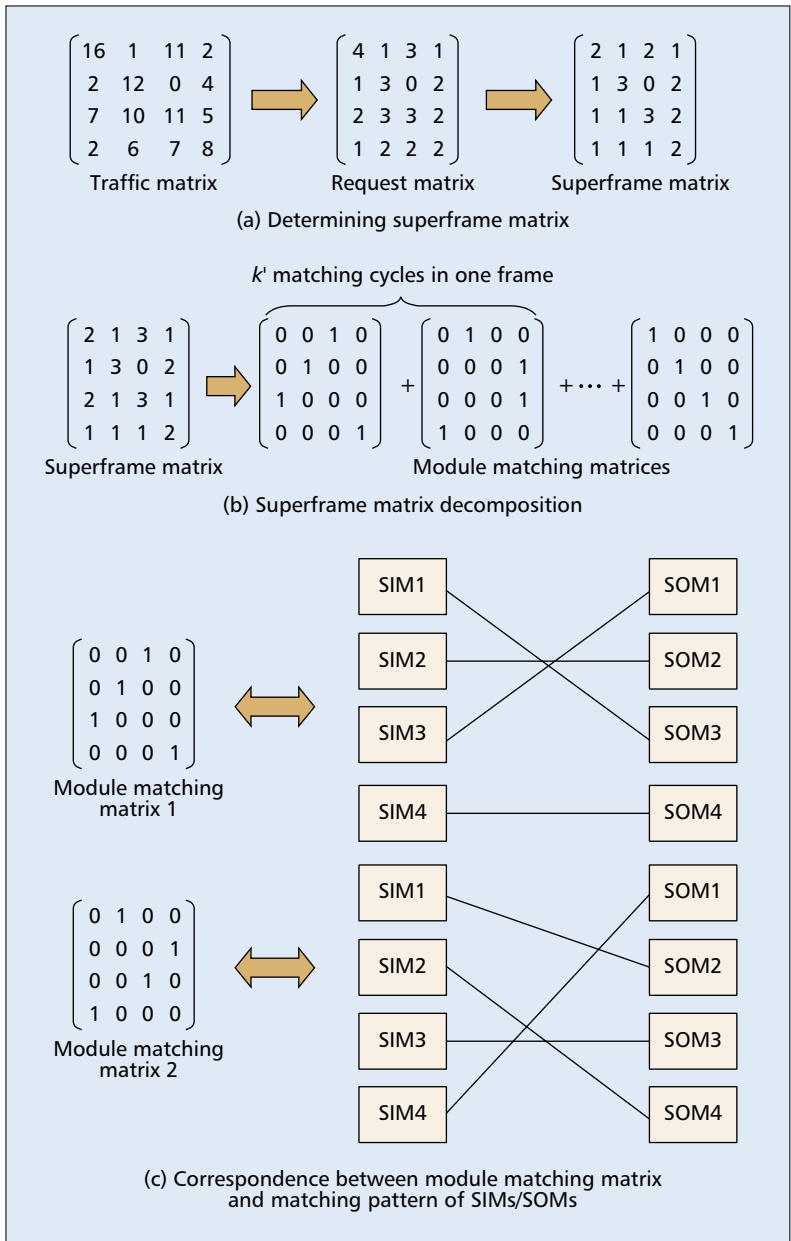 16 1 11 2
2 12 0 4
7 10 11 5
2 6 7 8
Traffic matrix
4 1 3 1
1 3 0 2
2 3 3 2
1 2 2 2
Request matrix
2 1 2 1
1 3 0 2
1 1 3 2
1 1 1 2
Superframe matrix
(a) Determining superframe matrix
k' matching cycles in one frame
2 1 3 1
1 3 0 2
2 1 3 1
1 1 1 2
Superframe matrix
0 0 1 0
0 1 0 0
1 0 0 0
0 0 0 1
+
0 1 0 0
0 0 0 1
0 0 0 1
1 0 0 0
+ ··· +
1 0 0 0
0 1 0 0
0 0 1 0
0 0 0 1
Module matching matrices
(b) Superframe matrix decomposition
0 0 1 0
0 1 0 0
1 0 0 0
0 0 0 1
Module matching
matrix 1
SIM1
SOM1
SIM2
SOM2
SIM3
SOM3
SIM4
SOM4
0 1 0 0
0 0 0 1
0 0 1 0
1 0 0 0
Module matching
matrix 2
SIM1
SOM1
SIM2
SOM2
SIM3
SOM3
SIM4
SOM4
(c) Correspondence between module matching matrix
and matching pattern of SIMs/SOMs